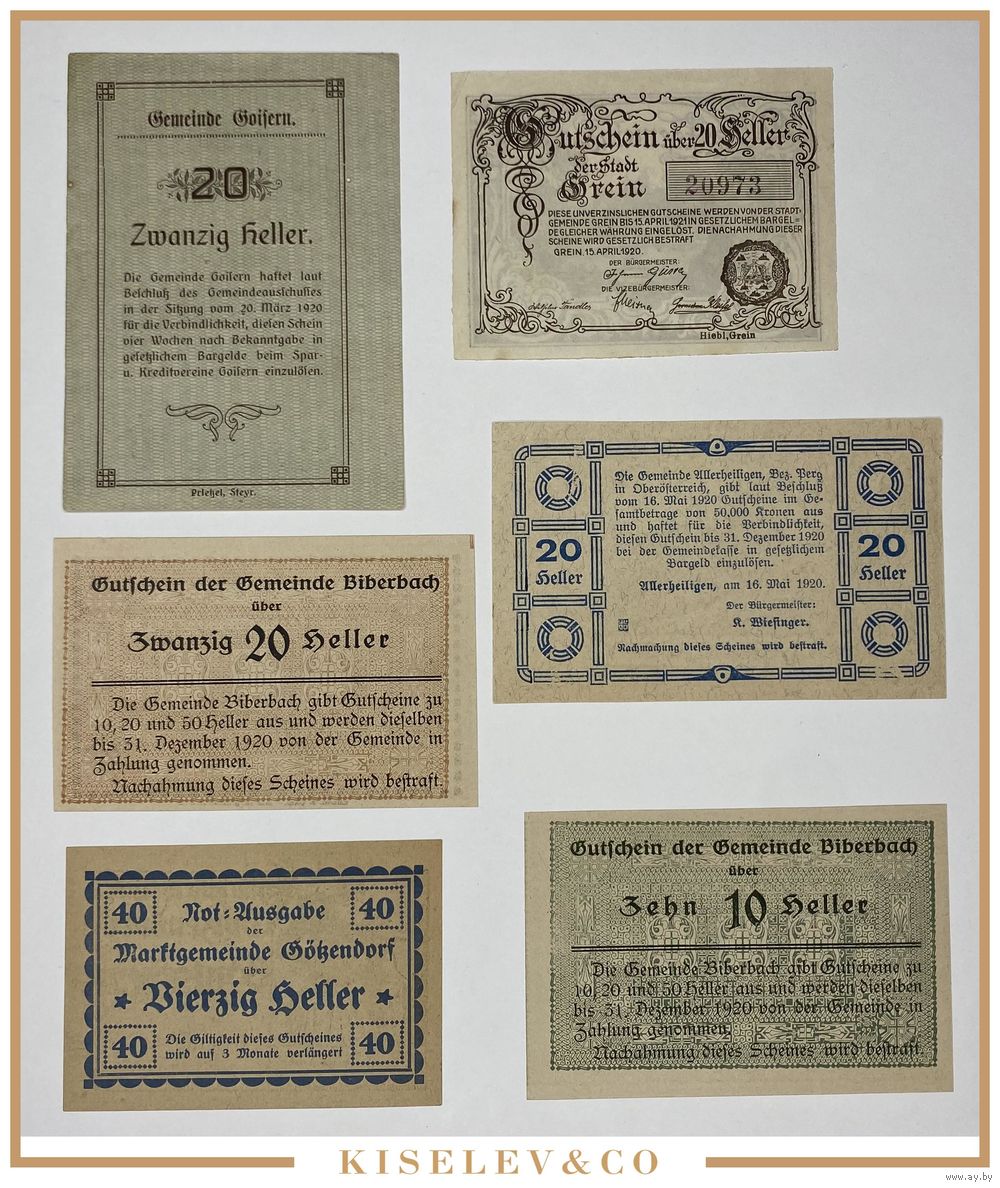 Gemeinde Goisern.
20
Zwanzig Heller.
Die Gemeinde Goisern haftet laut
Beschluß des Gemeindeausschusses
in der Sitzung vom 20. März 1920
für die Verbindlichkeit, diesen Schein
vier Wochen nach Bekanntgabe in
gesetzlichem Bargelde beim Spar-
u. Kreditvereine Goisern einzulösen.
Prietzel, Steyr.
Gutschein über 20 Heller
der Stadt
Grein
20973
DIESE UNVERZINSLICHEN GUTSCHEINE WERDEN VON DER STADT-
GEMEINDE GREIN BIS 15. APRIL 1921 IN GESETZLICHEM BARGEL=
DE GLEICHER WÄHRUNG EINGELÖST. DIE NACHAHMUNG DIESER
SCHEINE WIRD GESETZLICH BESTRAFT
GREIN, 15. APRIL 1920.
DER BÜRGERMEISTER:
DIE VIZEBÜRGERMEISTER:
Hiebl, Grein
20
Heller
Die Gemeinde Allerheiligen, Bez. Perg
in Oberösterreich, gibt laut Beschluß
vom 16. Mai 1920 Gutscheine im Ge-
samtbetrage von 50,000 Kronen aus
und haftet für die Verbindlichkeit,
diesen Gutschein bis 31. Dezember 1920
bei der Gemeindekasse in gesetzlichem
Bargeld einzulösen.
Allerheiligen, am 16. Mai 1920.
Der Bürgermeister:
K. Wiesinger.
Nachmachung dieses Scheines wird bestraft.
20
Heller
Gutschein der Gemeinde Biberbach
über
Zwanzig 20 Heller
Die Gemeinde Biberbach gibt Gutscheine zu
10, 20 und 50 Heller aus und werden dieselben
bis 31. Dezember 1920 von der Gemeinde in
Zahlung genommen.
Nachahmung dieses Scheines wird bestraft.
40
40
Not=Ausgabe
der
Marktgemeinde Götzendorf
über
Vierzig Heller
40
Die Giltigkeit dieses Gutscheines
wird auf 3 Monate verlängert
40
Gutschein der Gemeinde Biberbach
über
Zehn 10 Heller
Die Gemeinde Biberbach gibt Gutscheine zu
10, 20 und 50 Heller aus und werden dieselben
bis 31. Dezember 1920 von der Gemeinde in
Zahlung genommen.
Nachahmung dieses Scheines wird bestraft.
KISELEV&CO
www.ay.by